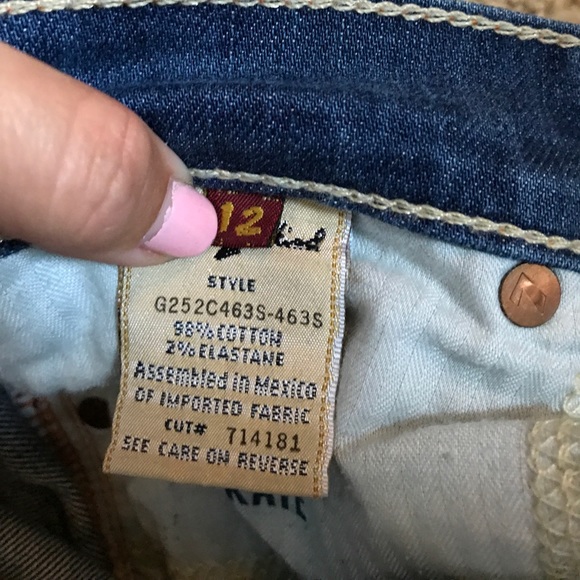 12
kind
STYLE
G252C463S-463S
98% COTTON
2% ELASTANE
Assembled in Mexico
OF IMPORTED FABRIC
CUT# 714181
SEE CARE ON REVERSE